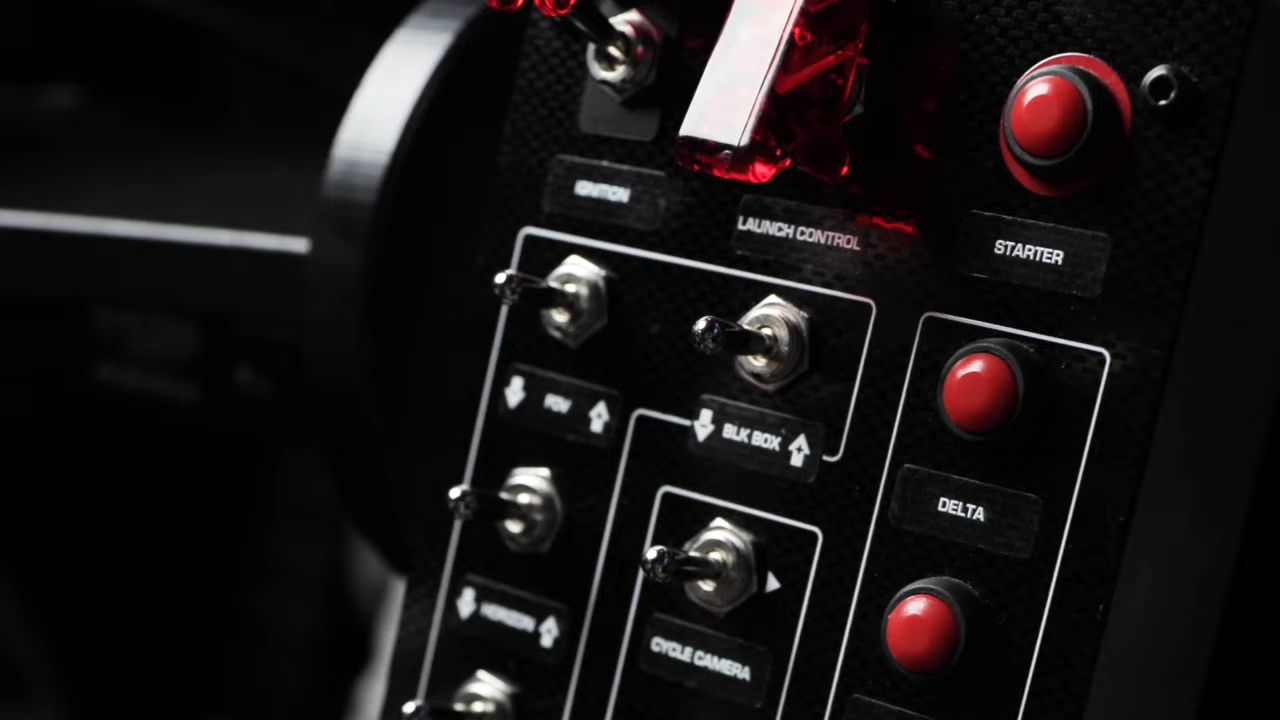 IGNITION
LAUNCH CONTROL
STARTER
FOV
BLK BOX
DELTA
HORIZON
CYCLE CAMERA